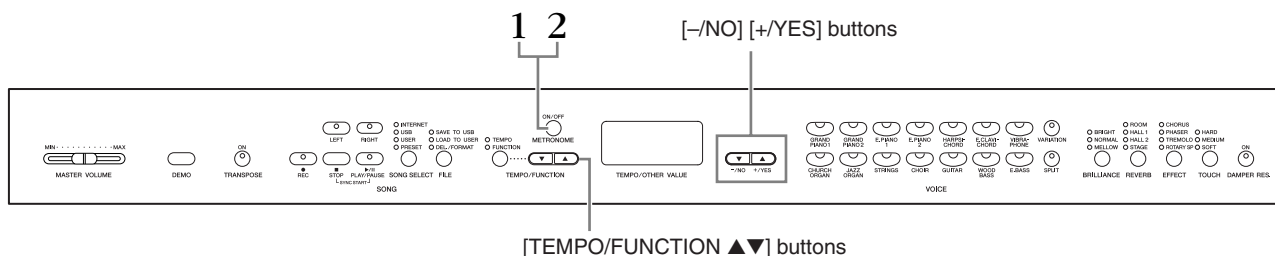 1 2
[–/NO] [+/YES] buttons
MIN MAX
MASTER VOLUME
DEMO
ON
TRANSPOSE
LEFT
RIGHT
REC
STOP
PLAY/PAUSE
SYNC.START
SONG
INTERNET
USB
USER
PRESET
SONG SELECT
SAVE TO USB
LOAD TO USER
DEL./FORMAT
FILE
TEMPO
FUNCTION
ON/OFF
METRONOME
▼ ▲
TEMPO/FUNCTION
TEMPO/OTHER VALUE
▼ ▲
–/NO +/YES
GRAND PIANO 1
GRAND PIANO 2
E.PIANO 1
E.PIANO 2
HARPSI- CHORD
E.CLAVI- CHORD
VIBRA- PHONE
VARIATION
CHURCH ORGAN
JAZZ ORGAN
STRINGS
CHOIR
GUITAR
WOOD BASS
E.BASS
SPLIT
VOICE
BRIGHT
NORMAL
MELLOW
BRILLIANCE
ROOM
HALL 1
HALL 2
STAGE
REVERB
CHORUS
PHASER
TREMOLO
ROTARY SP
EFFECT
HARD
MEDIUM
SOFT
TOUCH
ON
DAMPER RES.
[TEMPO/FUNCTION ▲▼] buttons